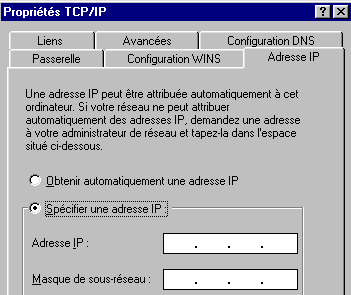 Propriétés TCP/IP
Liens
Avancées
Configuration DNS
Passerelle
Configuration WINS
Adresse IP
Une adresse IP peut être attribuée automatiquement à cet
ordinateur. Si votre réseau ne peut attribuer
automatiquement des adresses IP, demandez une adresse
à votre administrateur de réseau et tapez-la dans l'espace
situé ci-dessous.
Obtenir automatiquement une adresse IP
Spécifier une adresse IP :
Adresse IP :
. . .
Masque de sous-réseau :
. . .